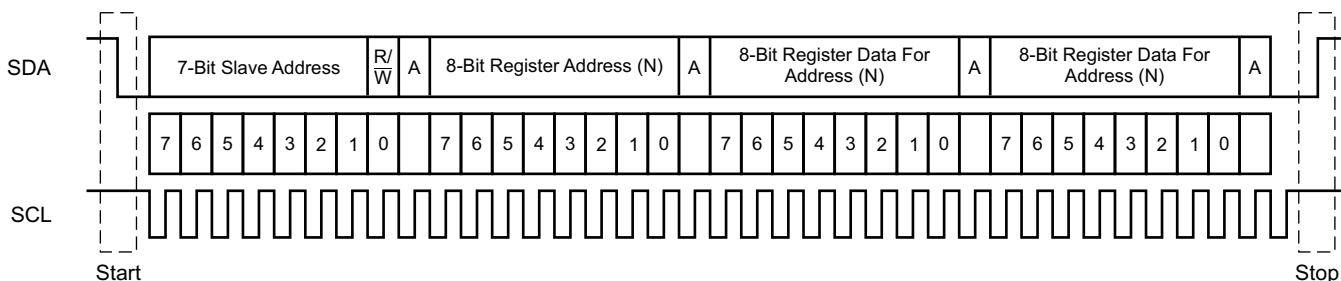 SDA
7-Bit Slave Address
R/
W
A
8-Bit Register Address (N)
A
8-Bit Register Data For
Address (N)
A
8-Bit Register Data For
Address (N)
A
7 6 5 4 3 2 1 0 7 6 5 4 3 2 1 0 7 6 5 4 3 2 1 0 7 6 5 4 3 2 1 0
SCL
Start
Stop